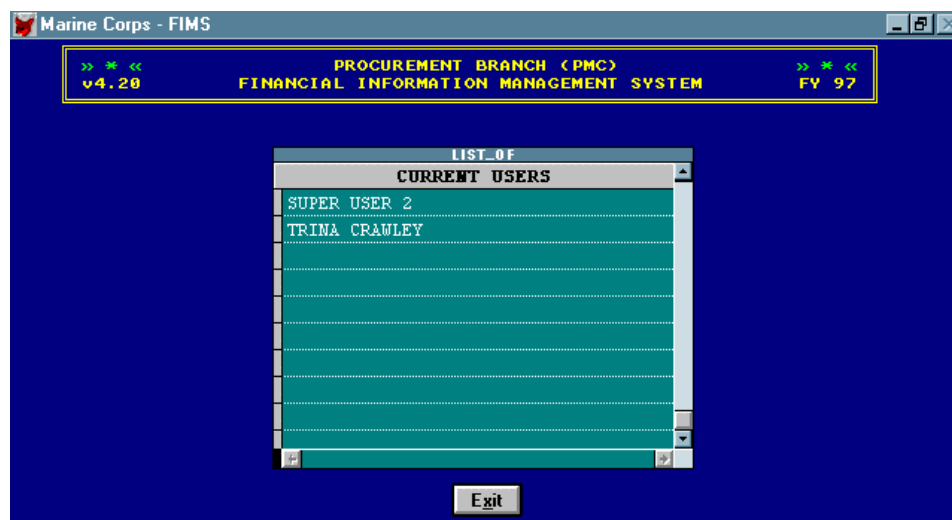 Marine Corps - FIMS
» * « PROCUREMENT BRANCH (PMC) » * «
v4.20 FINANCIAL INFORMATION MANAGEMENT SYSTEM FY 97
LIST_OF
CURRENT USERS
SUPER USER 2
TRINA CRAWLEY
Exit